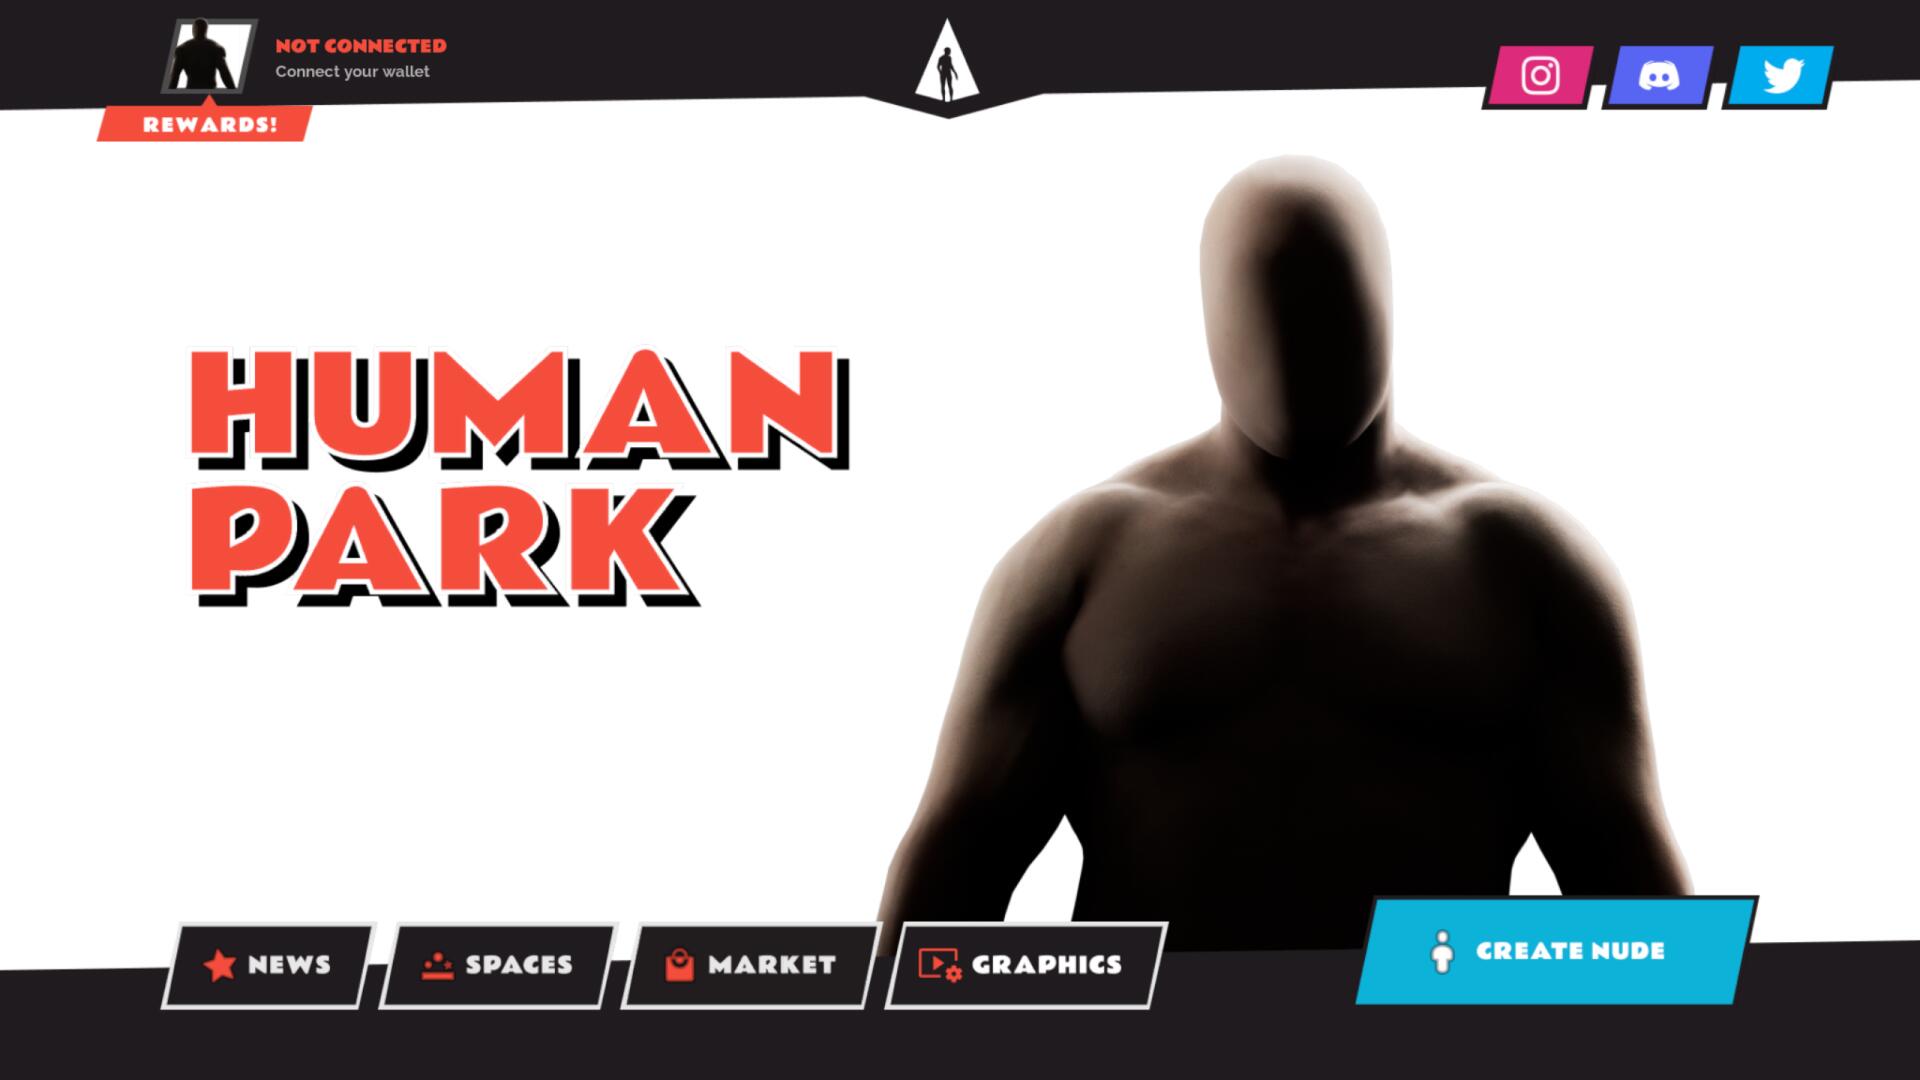 NOT CONNECTED
Connect your wallet
REWARDS!
HUMAN
PARK
NEWS
SPACES
MARKET
GRAPHICS
CREATE NUDE